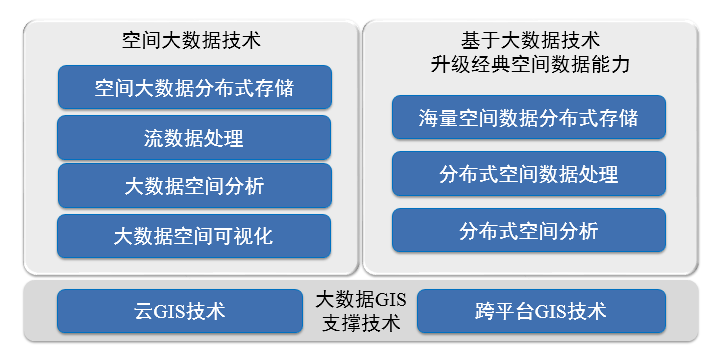 空间大数据技术
空间大数据分布式存储
流数据处理
大数据空间分析
大数据空间可视化
基于大数据技术
升级经典空间数据能力
海量空间数据分布式存储
分布式空间数据处理
分布式空间分析
云GIS技术
大数据GIS
支撑技术
跨平台GIS技术